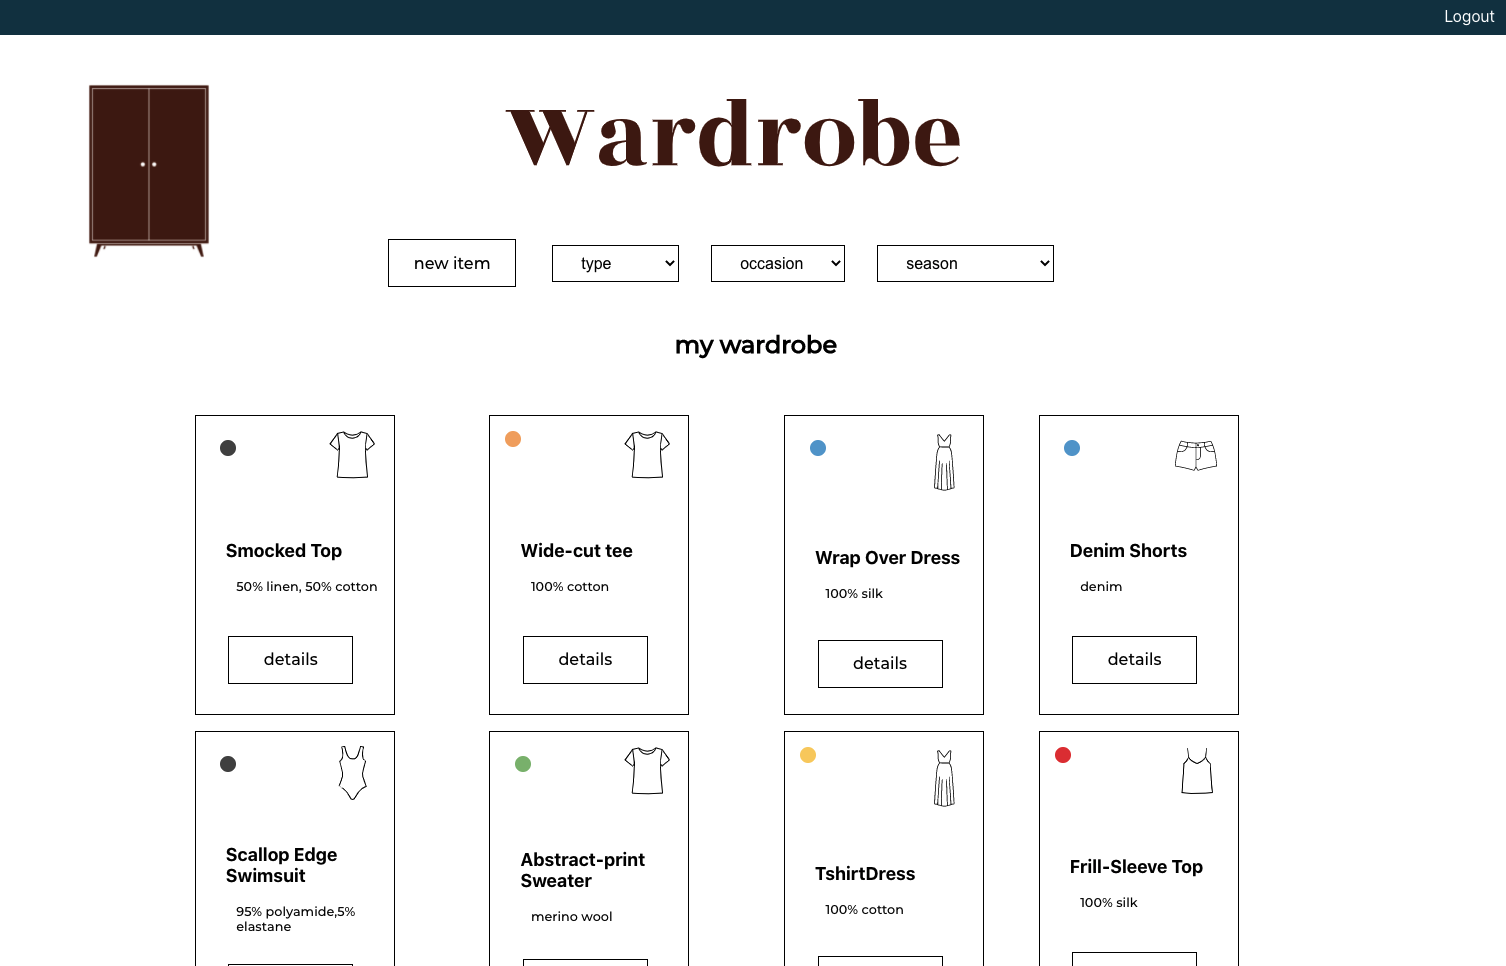 Logout
Wardrobe
new item
type
occasion
season
my wardrobe
Smocked Top
50% linen, 50% cotton
details
Wide-cut tee
100% cotton
details
Wrap Over Dress
100% silk
details
Denim Shorts
denim
details
Scallop Edge
Swimsuit
95% polyamide,5%
elastane
Abstract-print
Sweater
merino wool
TshirtDress
100% cotton
Frill-Sleeve Top
100% silk